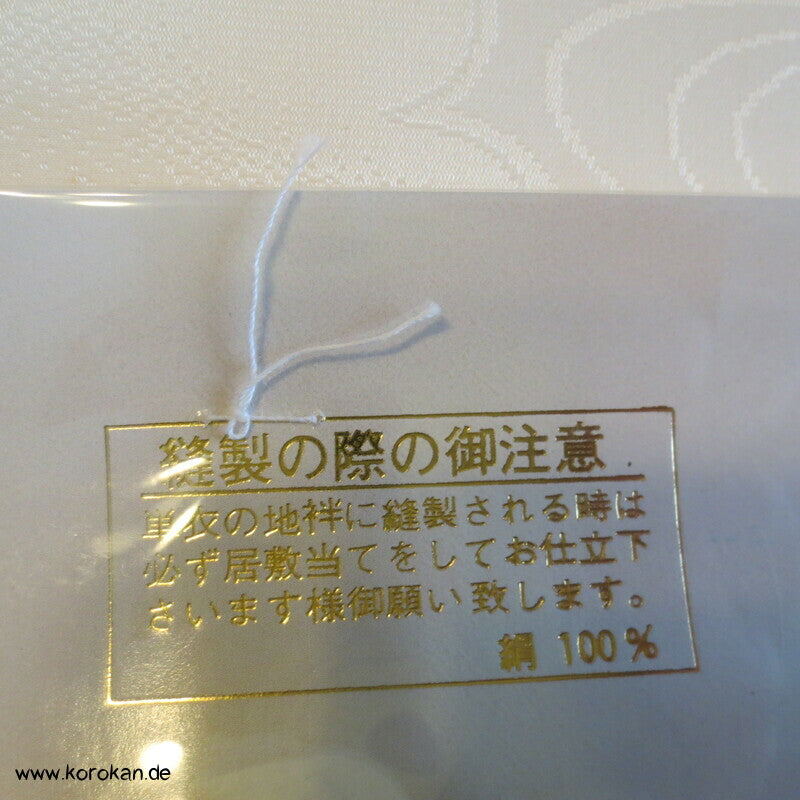 縫製の際の御注意
単衣の地袢に縫製される時は
必ず居敷当てをしてお仕立下
さいます様御願い致します。
絹 100%
www.korokan.de